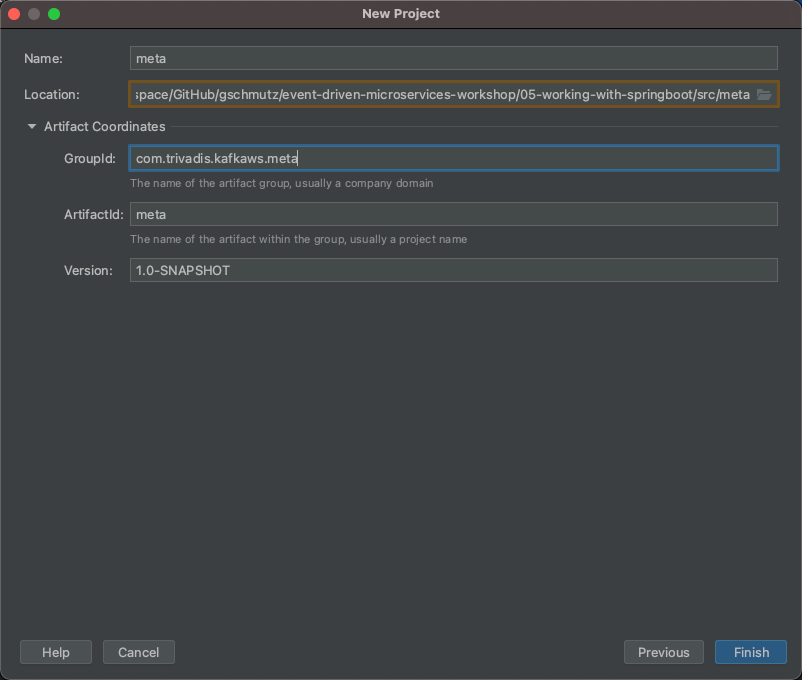 New Project
Name: meta
Location: space/GitHub/gschmutz/event-driven-microservices-workshop/05-working-with-springboot/src/meta
Artifact Coordinates
GroupId: com.trivadis.kafkaws.meta
The name of the artifact group, usually a company domain
ArtifactId: meta
The name of the artifact within the group, usually a project name
Version: 1.0-SNAPSHOT
Help Cancel Previous Finish